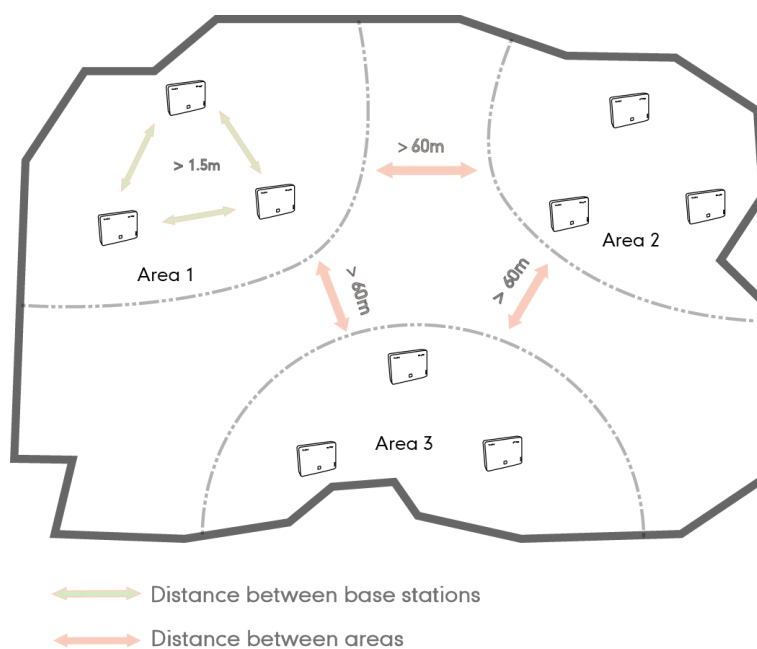 > 60m
> 1.5m
Area 1
Area 2
> 60m
> 60m
Area 3
Distance between base stations
Distance between areas